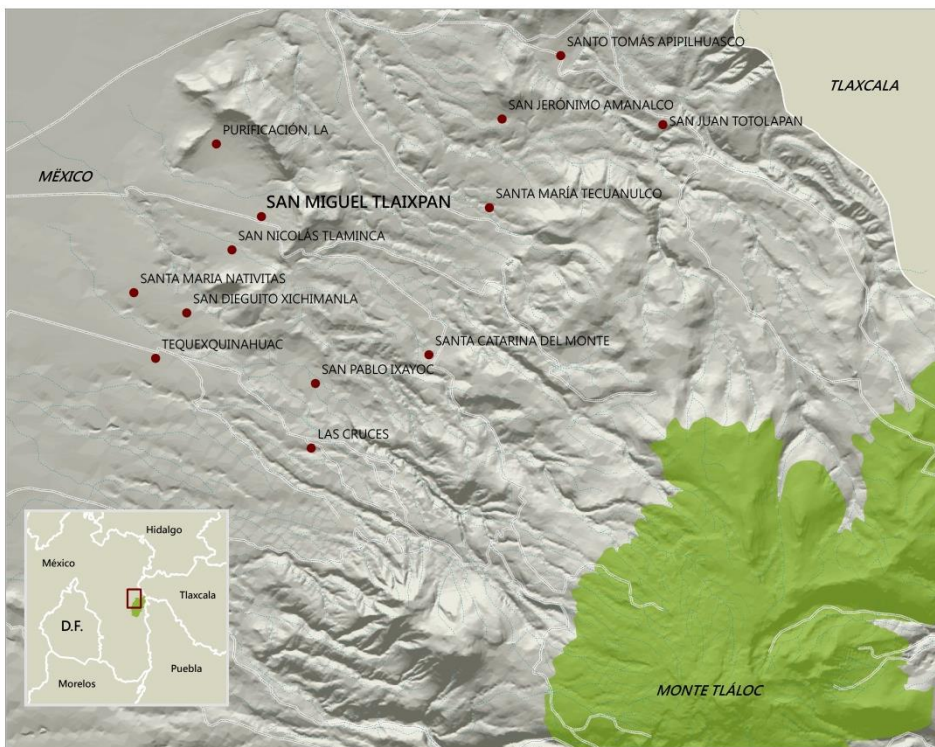 SANTO TOMÁS APIPILHUASCO
TLAXCALA
SAN JERÓNIMO AMANALCO
SAN JUAN TOTOLAPAN
PURIFICACIÓN, LA
MËXICO
SAN MIGUEL TLAIXPAN
SANTA MARÍA TECUANULCO
SAN NICOLÁS TLAMINCA
SANTA MARIA NATIVITAS
SAN DIEGUITO XICHIMANLA
TEQUEXQUINAHUAC
SANTA CATARINA DEL MONTE
SAN PABLO IXAYOC
LAS CRUCES
Hidalgo
México
Tlaxcala
D.F.
Puebla
Morelos
MONTE TLÁLOC